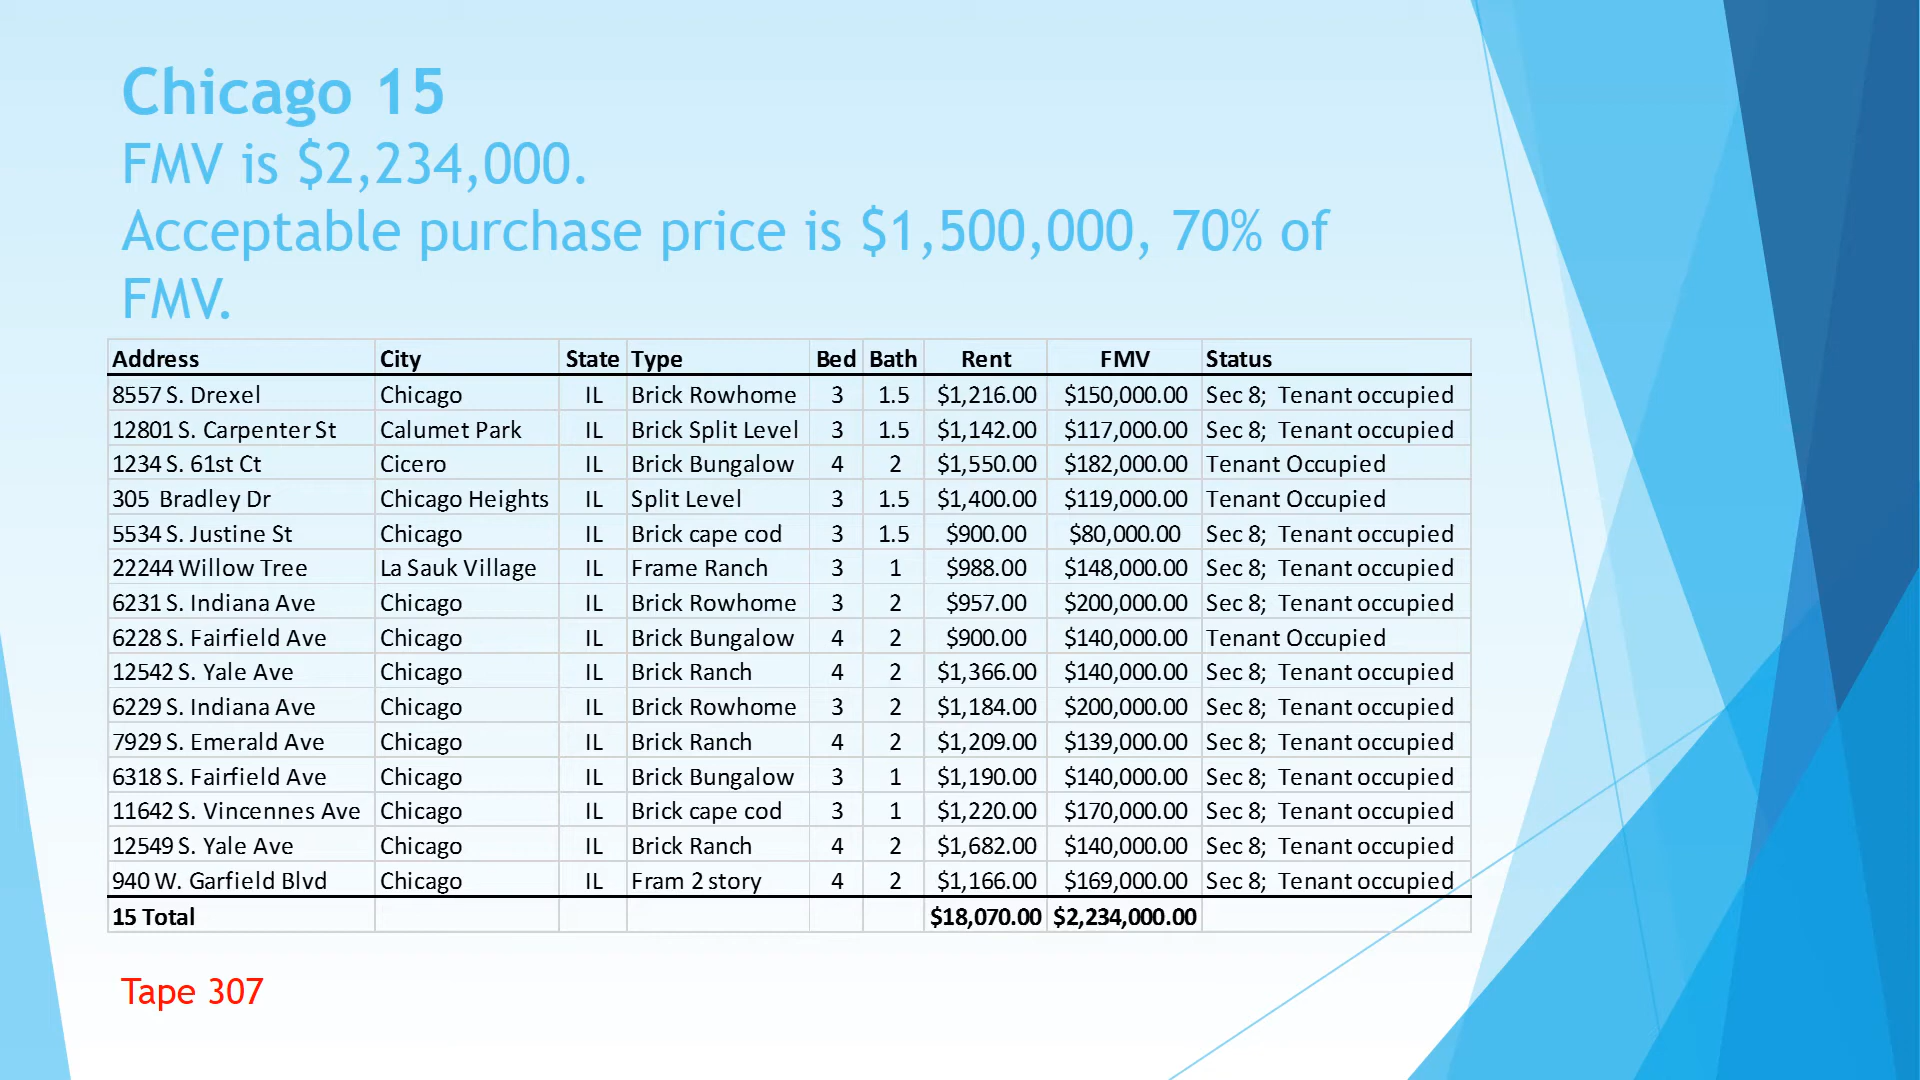 Chicago 15
FMV is $2,234,000.
Acceptable purchase price is $1,500,000, 70% of
FMV.
Address City State Type Bed Bath Rent FMV Status
8557 S. Drexel Chicago IL Brick Rowhome 3 1.5 $1,216.00 $150,000.00 Sec 8; Tenant occupied
12801 S. Carpenter St Calumet Park IL Brick Split Level 3 1.5 $1,142.00 $117,000.00 Sec 8; Tenant occupied
1234 S. 61st Ct Cicero IL Brick Bungalow 4 2 $1,550.00 $182,000.00 Tenant Occupied
305 Bradley Dr Chicago Heights IL Split Level 3 1.5 $1,400.00 $119,000.00 Tenant Occupied
5534 S. Justine St Chicago IL Brick cape cod 3 1.5 $900.00 $80,000.00 Sec 8; Tenant occupied
22244 Willow Tree La Sauk Village IL Frame Ranch 3 1 $988.00 $148,000.00 Sec 8; Tenant occupied
6231 S. Indiana Ave Chicago IL Brick Rowhome 3 2 $957.00 $200,000.00 Sec 8; Tenant occupied
6228 S. Fairfield Ave Chicago IL Brick Bungalow 4 2 $900.00 $140,000.00 Tenant Occupied
12542 S. Yale Ave Chicago IL Brick Ranch 4 2 $1,366.00 $140,000.00 Sec 8; Tenant occupied
6229 S. Indiana Ave Chicago IL Brick Rowhome 3 2 $1,184.00 $200,000.00 Sec 8; Tenant occupied
7929 S. Emerald Ave Chicago IL Brick Ranch 4 2 $1,209.00 $139,000.00 Sec 8; Tenant occupied
6318 S. Fairfield Ave Chicago IL Brick Bungalow 3 1 $1,190.00 $140,000.00 Sec 8; Tenant occupied
11642 S. Vincennes Ave Chicago IL Brick cape cod 3 1 $1,220.00 $170,000.00 Sec 8; Tenant occupied
12549 S. Yale Ave Chicago IL Brick Ranch 4 2 $1,682.00 $140,000.00 Sec 8; Tenant occupied
940 W. Garfield Blvd Chicago IL Fram 2 story 4 2 $1,166.00 $169,000.00 Sec 8; Tenant occupied
15 Total $18,070.00 $2,234,000.00
Tape 307